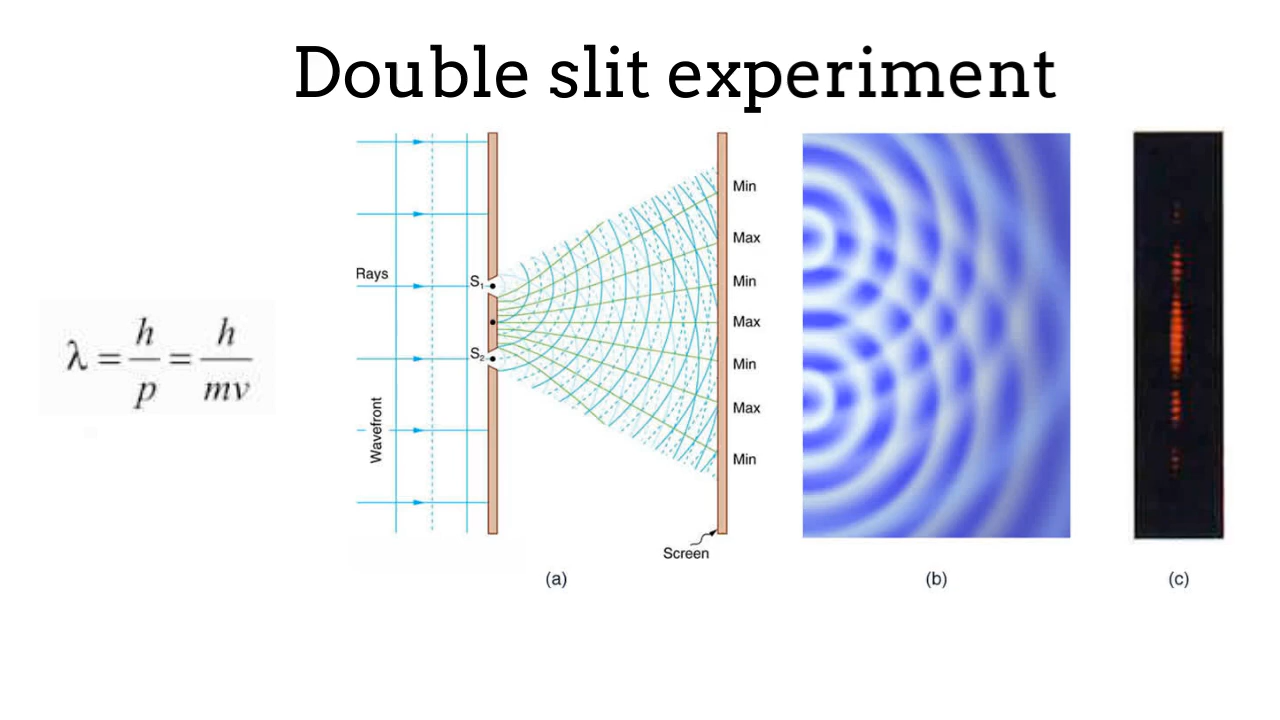 Double slit experiment
λ = h/p = h/mv
Rays
Wavefront
S₁
S₂
Min
Max
Min
Max
Min
Max
Min
Screen
(a)
(b)
(c)